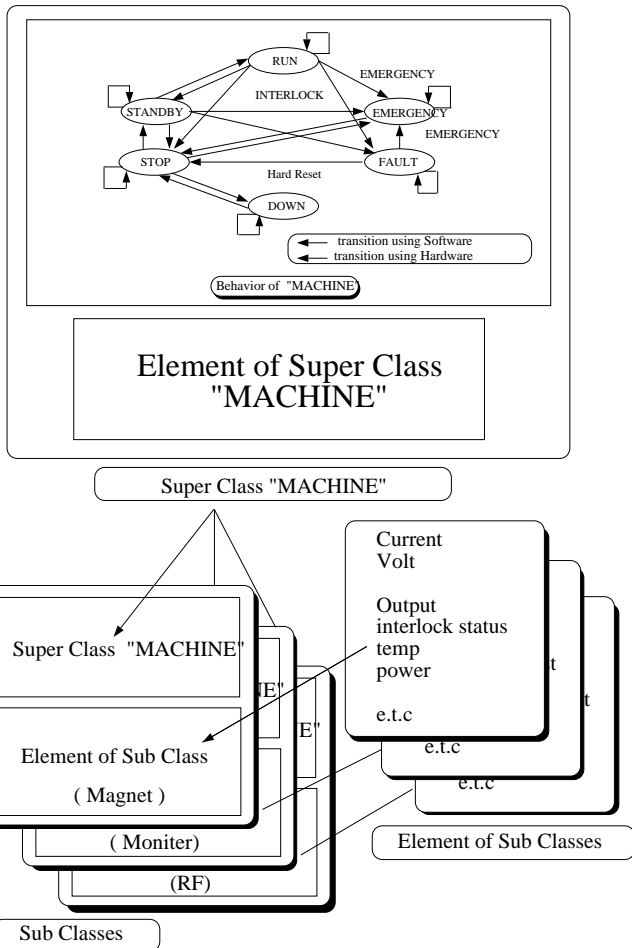 RUN
EMERGENCY
INTERLOCK
STANDBY
EMERGENCY
EMERGENCY
STOP
FAULT
Hard Reset
DOWN
transition using Software
transition using Hardware
Behavior of "MACHINE"
Element of Super Class
"MACHINE"
Super Class "MACHINE"
Current
Volt
Output
interlock status
temp
power
e.t.c
e.t.c
e.t.c
Super Class "MACHINE"
Element of Sub Class
( Magnet )
( Moniter)
(RF)
Element of Sub Classes
Sub Classes